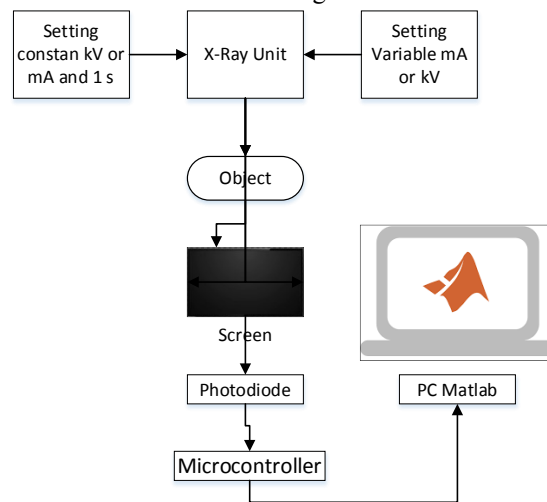 Setting
constan kV or
mA and 1 s
X-Ray Unit
Setting
Variable mA
or kV
Object
Screen
Photodiode
PC Matlab
Microcontroller